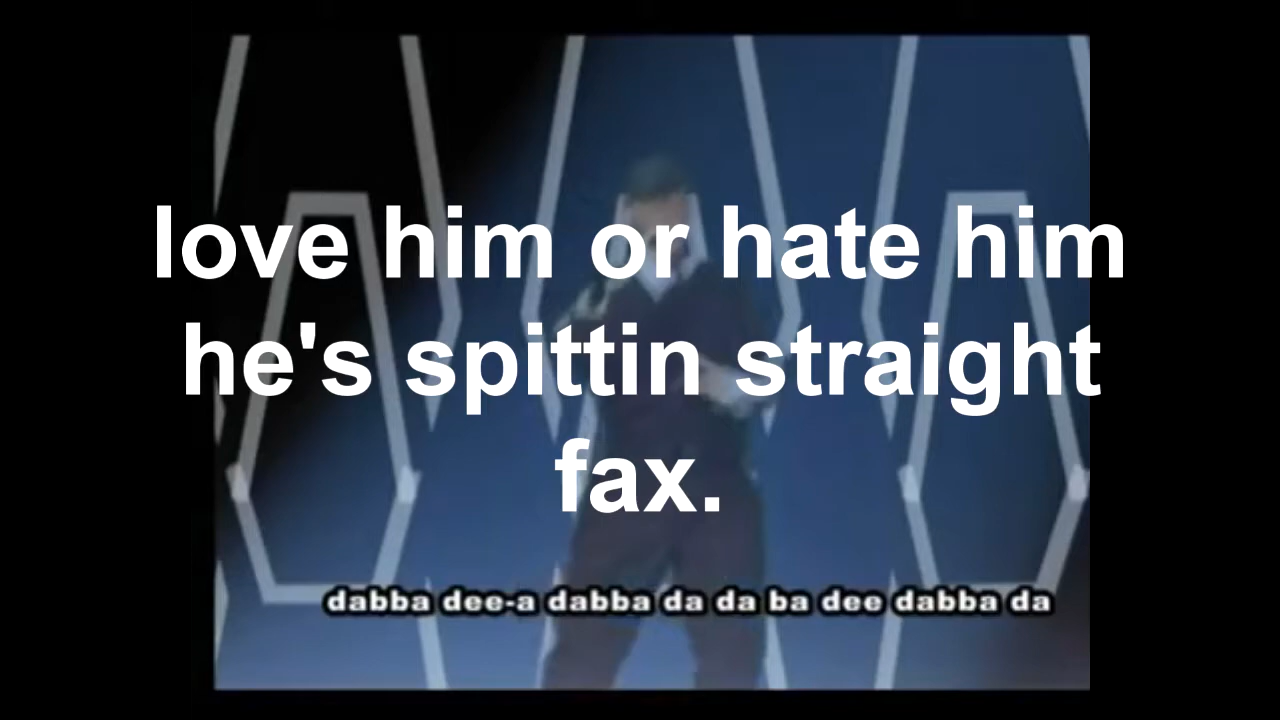 love him or hate him
he's spittin straight
fax.
dabba dee-a dabba da da ba dee dabba da